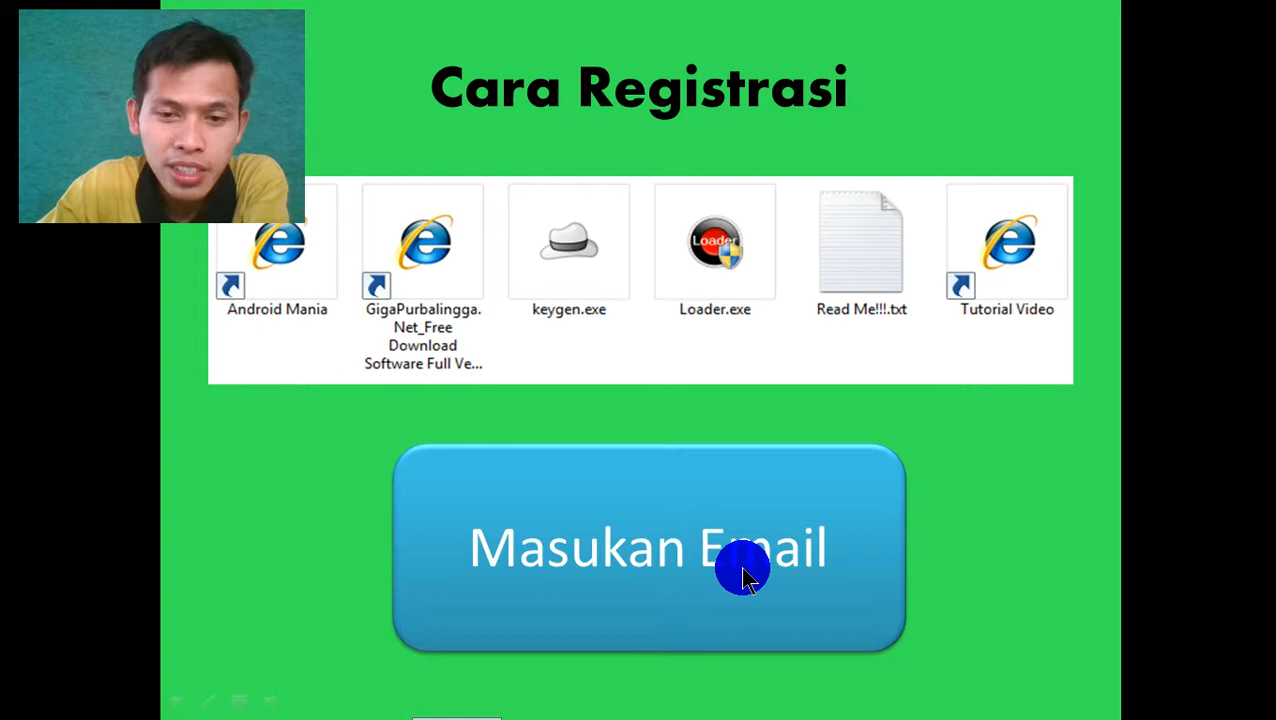 Cara Registrasi
Android Mania
GigaPurbalingga.
Net_Free
Download
Software Full Ve...
keygen.exe
Loader
Loader.exe
Read Me!!!.txt
Tutorial Video
Masukan Email